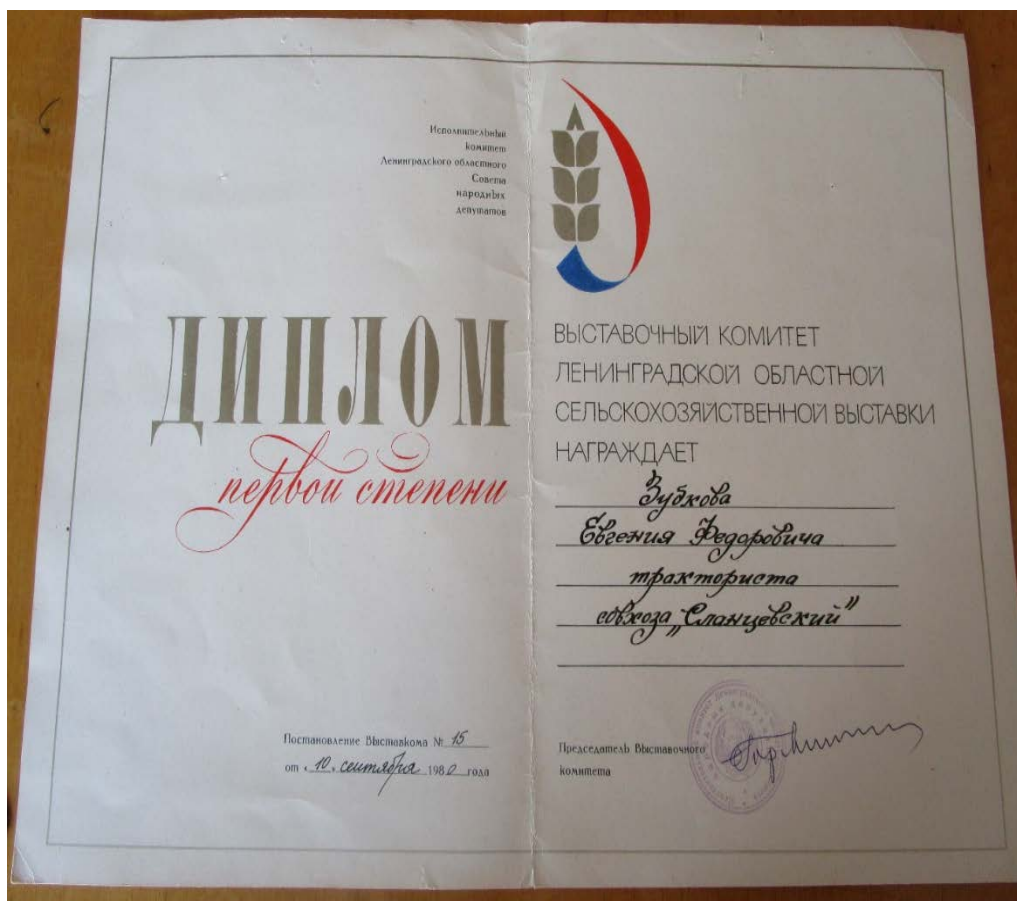 Исполнительный
комитет
Ленинградского областного
Совета
народных
депутатов
ДИПЛОМ
первой степени
Постановление Выставкома № 15
от „10„ сентября 1980 года
ВЫСТАВОЧНЫЙ КОМИТЕТ
ЛЕНИНГРАДСКОЙ ОБЛАСТНОЙ
СЕЛЬСКОХОЗЯЙСТВЕННОЙ ВЫСТАВКИ
НАГРАЖДАЕТ
Зубкова
Евгения Федоровича
тракториста
совхоза „Сланцевский”
Председатель Выставочного
комитета